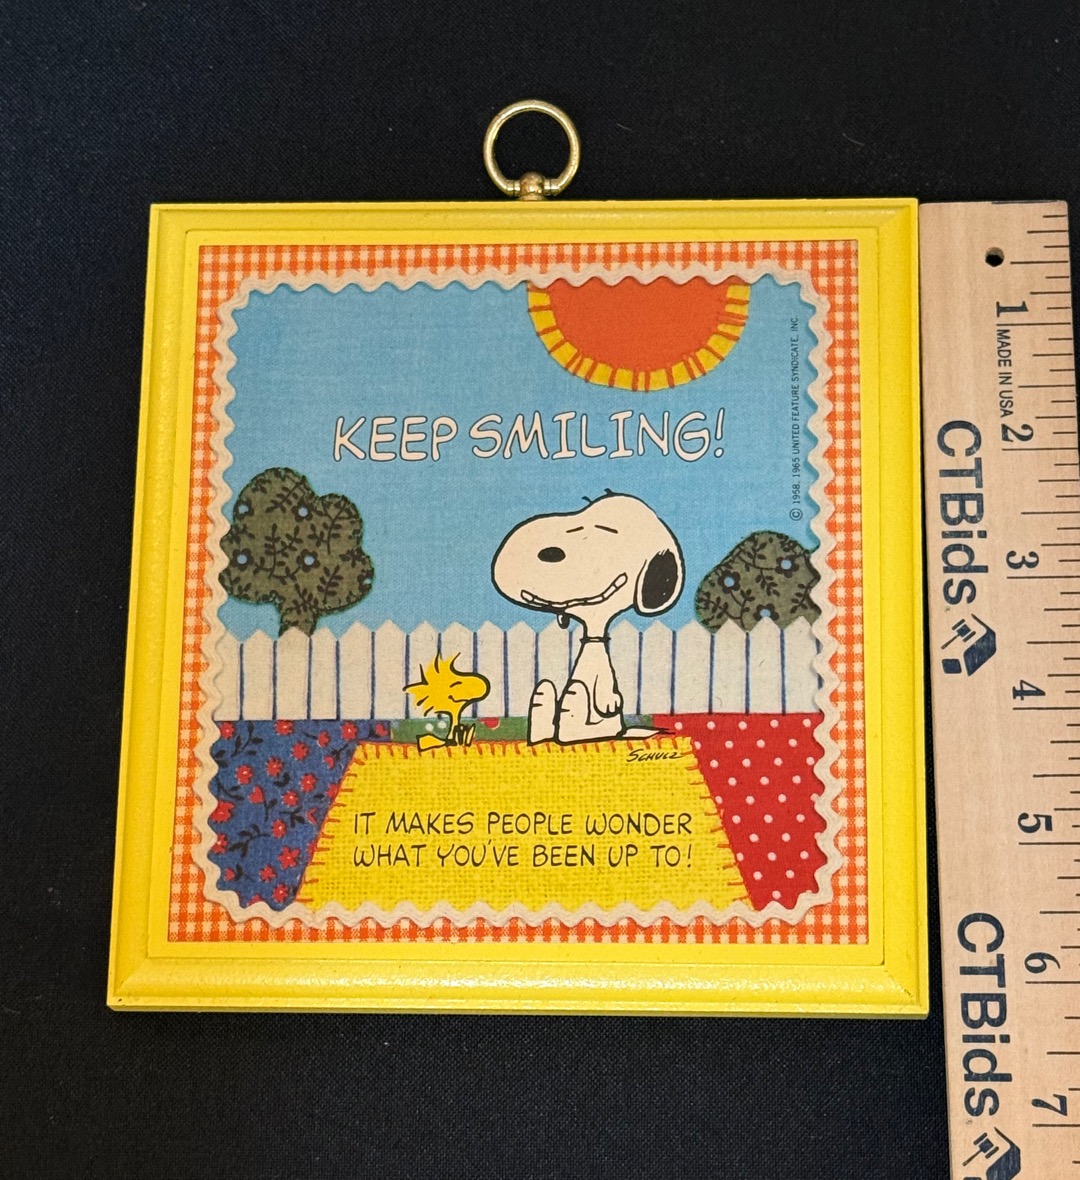 KEEP SMILING!
© 1958, 1965 UNITED FEATURE SYNDICATE, INC.
SCHULZ
IT MAKES PEOPLE WONDER
WHAT YOU'VE BEEN UP TO!
1
MADE IN USA
2
CTBids
3
4
5
6
CTBids
7